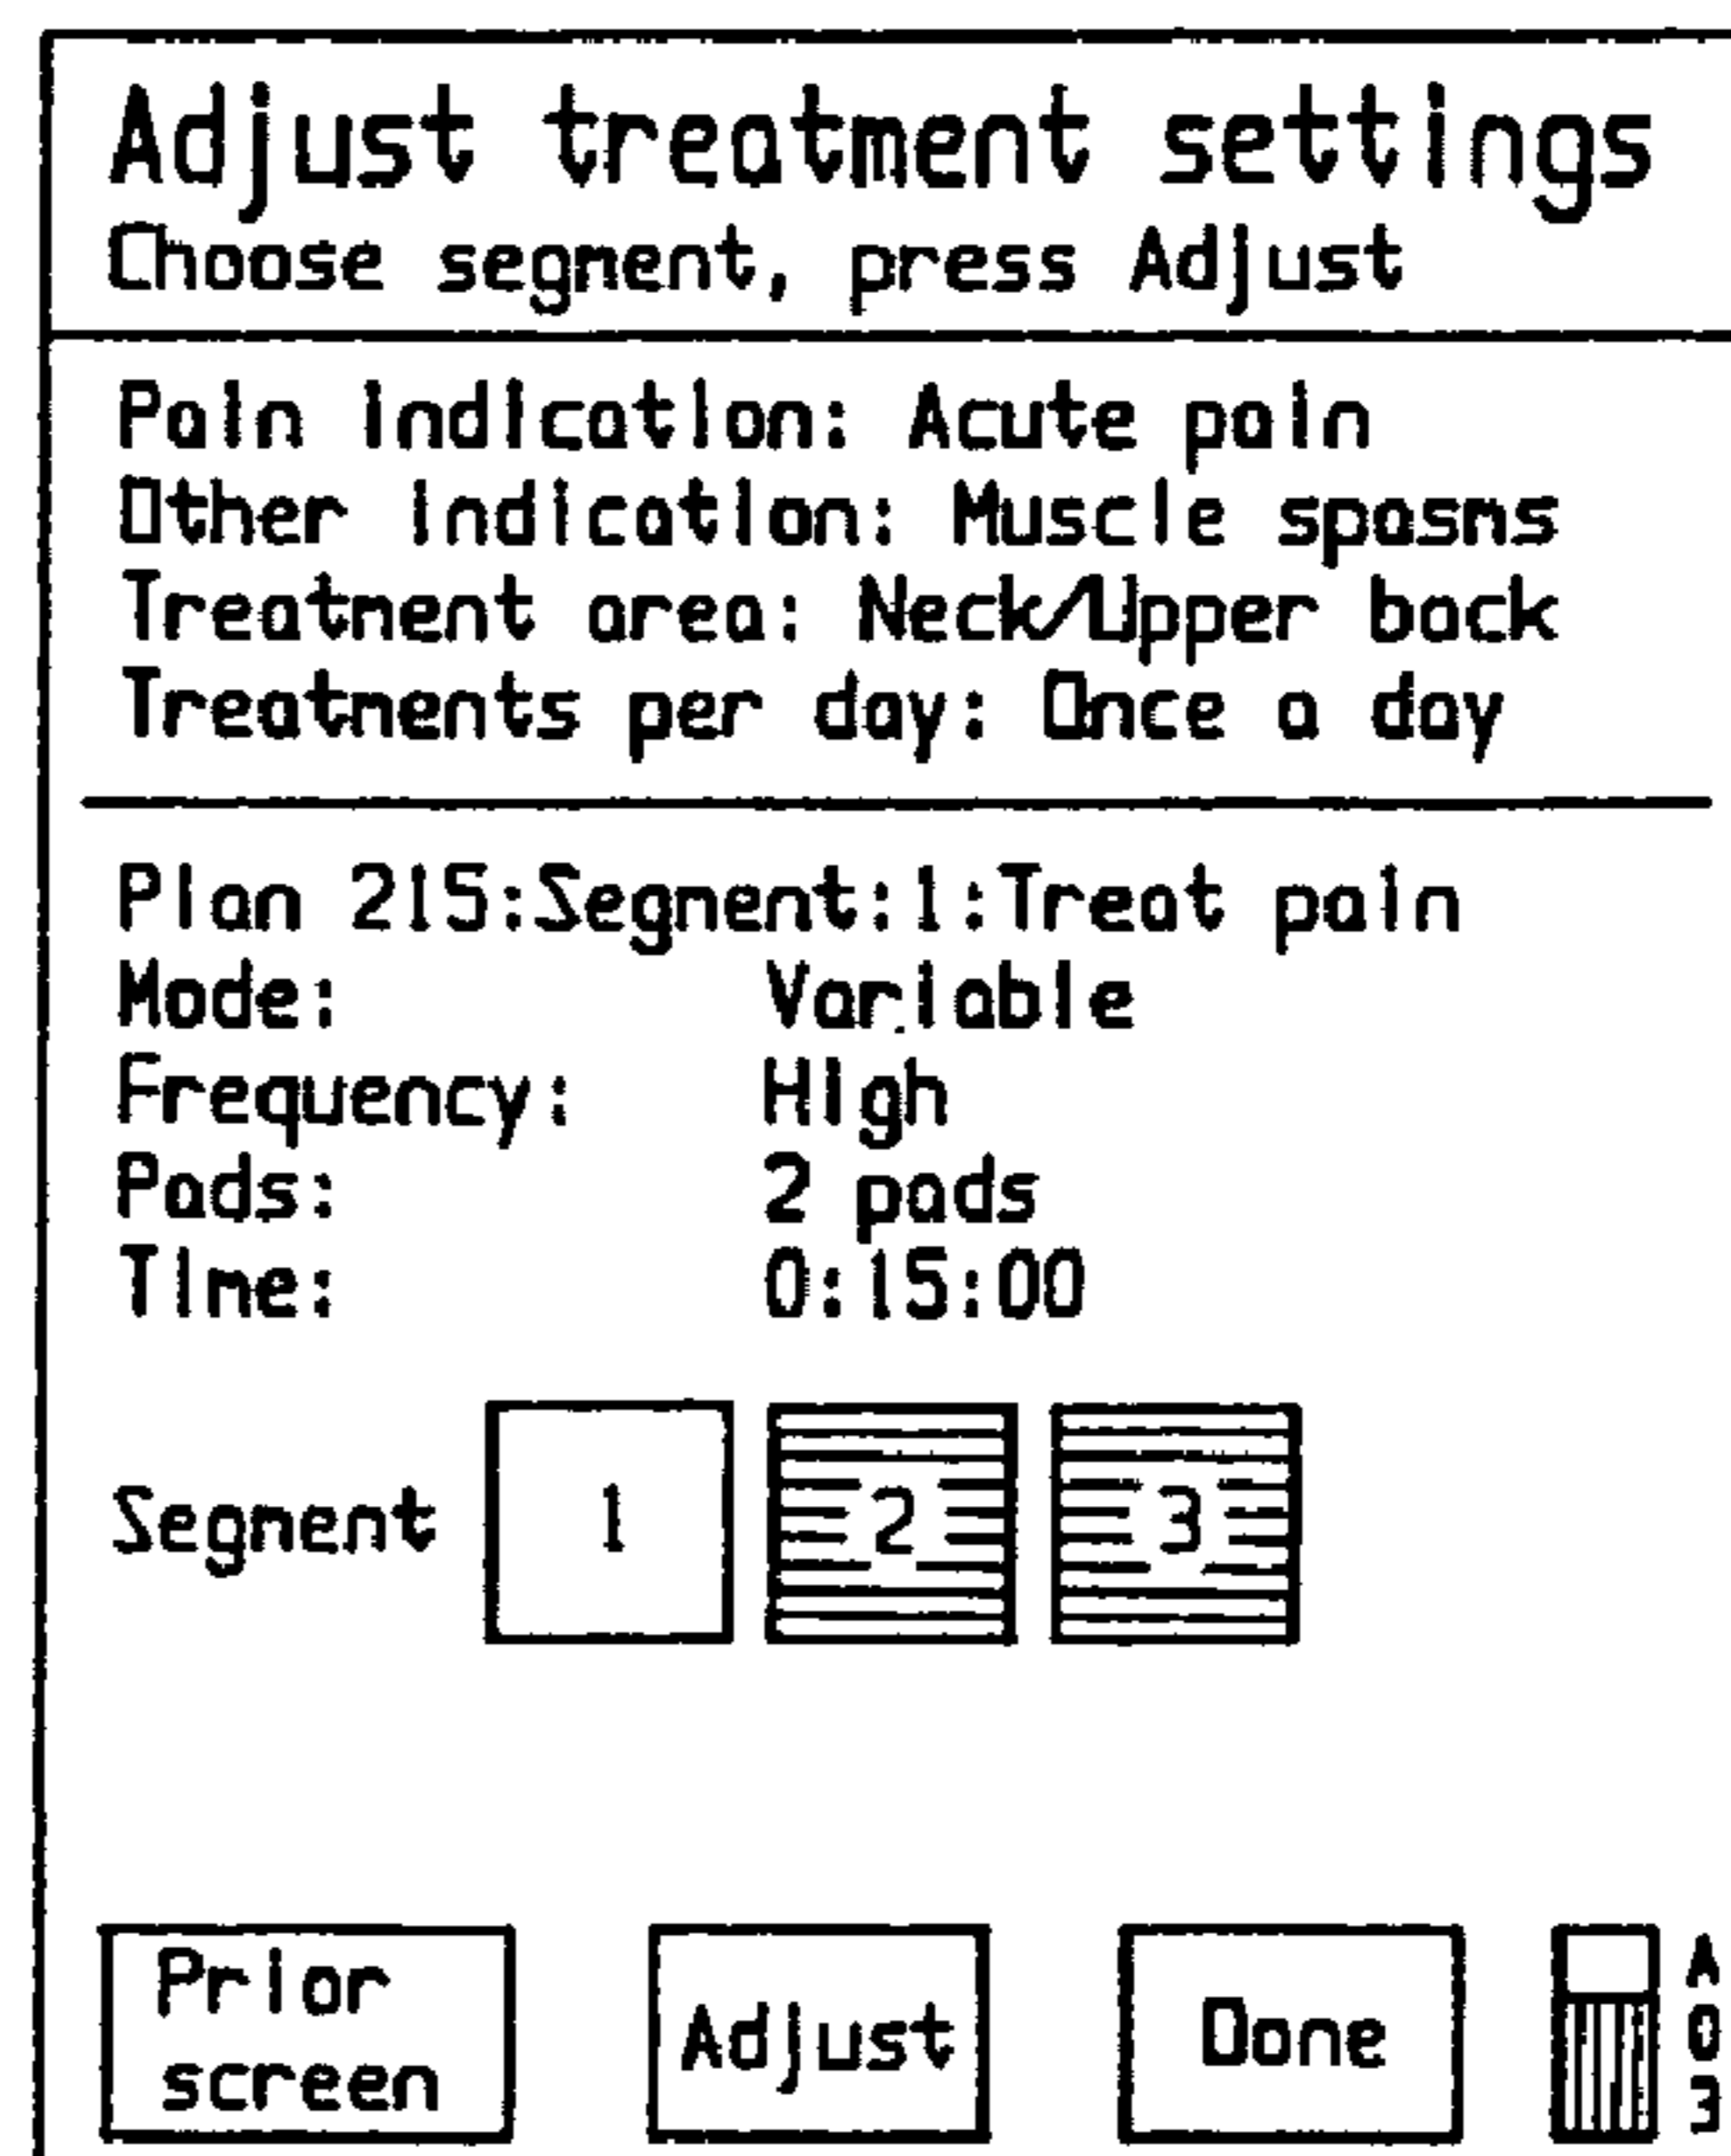 Adjust treatment settings
Choose segment, press Adjust
Pain indication: Acute pain
Other indication: Muscle spasms
Treatment area: Neck/Upper back
Treatments per day: Once a day
Plan 215:Segment:1:Treat pain
Mode: Variable
Frequency: High
Pads: 2 pads
Time: 0:15:00
Segment 1 2 3
Prior screen
Adjust
Done
A03